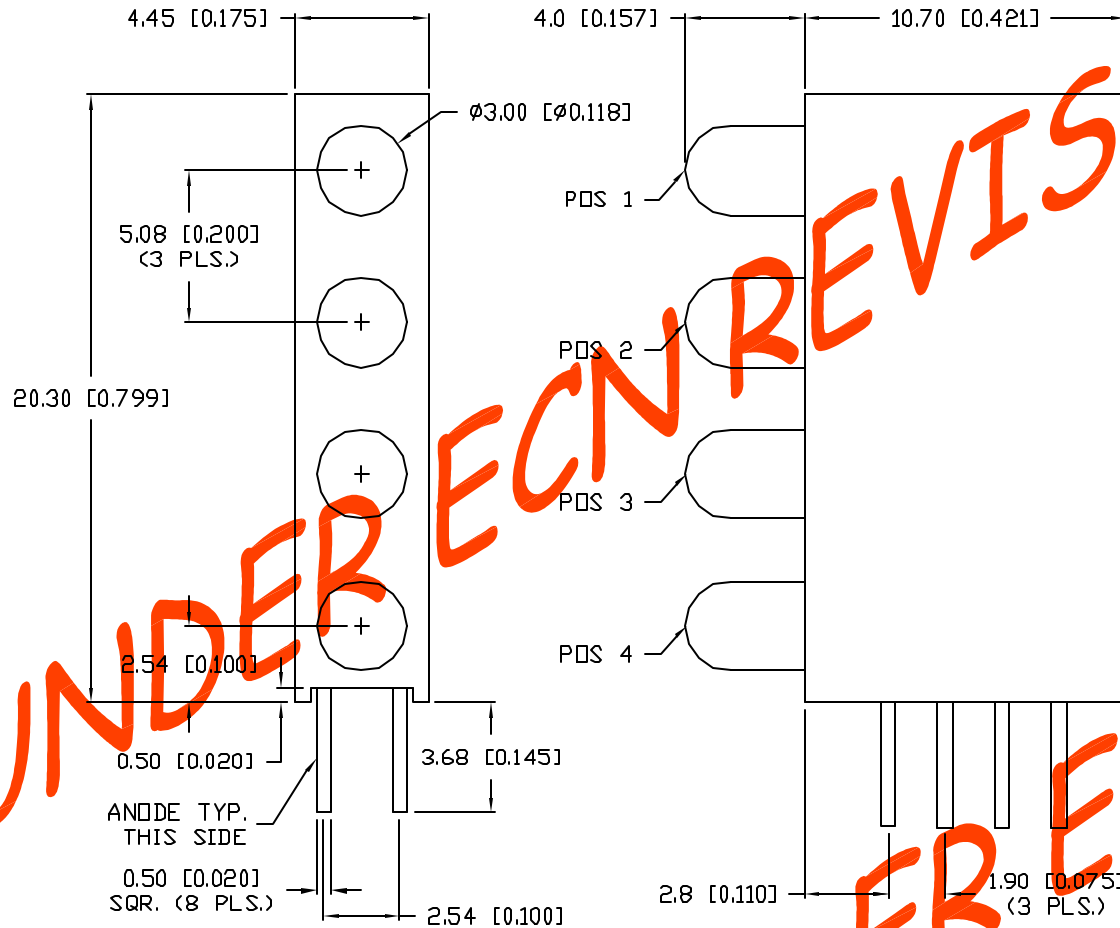 4.45 [0.175]
4.0 [0.157]
10.70 [0.421]
Ø3.00 [Ø0.118]
POS 1
5.08 [0.200]
(3 PLS.)
POS 2
20.30 [0.799]
POS 3
2.54 [0.100]
POS 4
0.50 [0.020]
3.68 [0.145]
ANODE TYP.
THIS SIDE
0.50 [0.020]
SQR. (8 PLS.)
2.54 [0.100]
2.8 [0.110]
1.90 [0.075]
(3 PLS.)
UNDER ECN REVIS
ER E